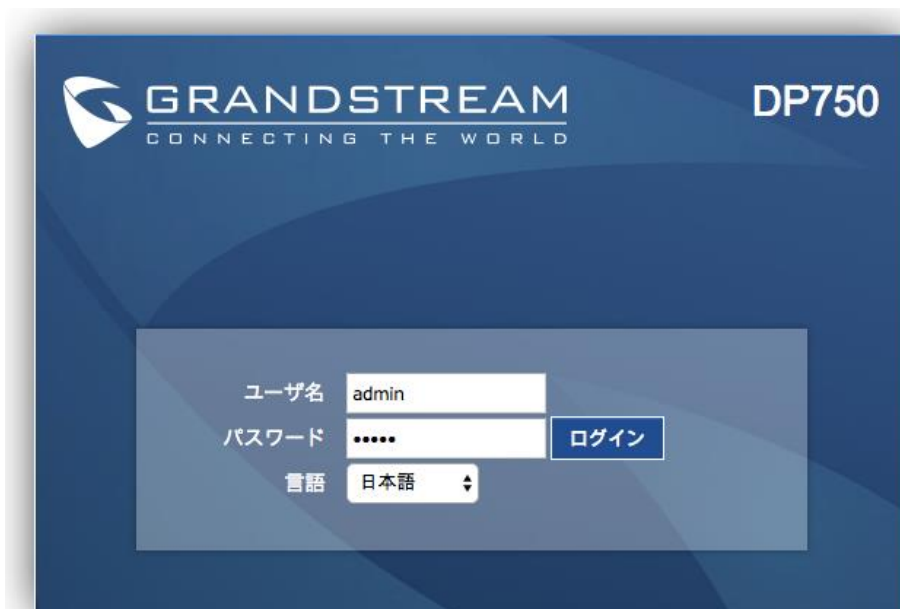 GRANDSTREAM
CONNECTING THE WORLD
DP750
ユーザ名 admin
パスワード ••••• ログイン
言語 日本語